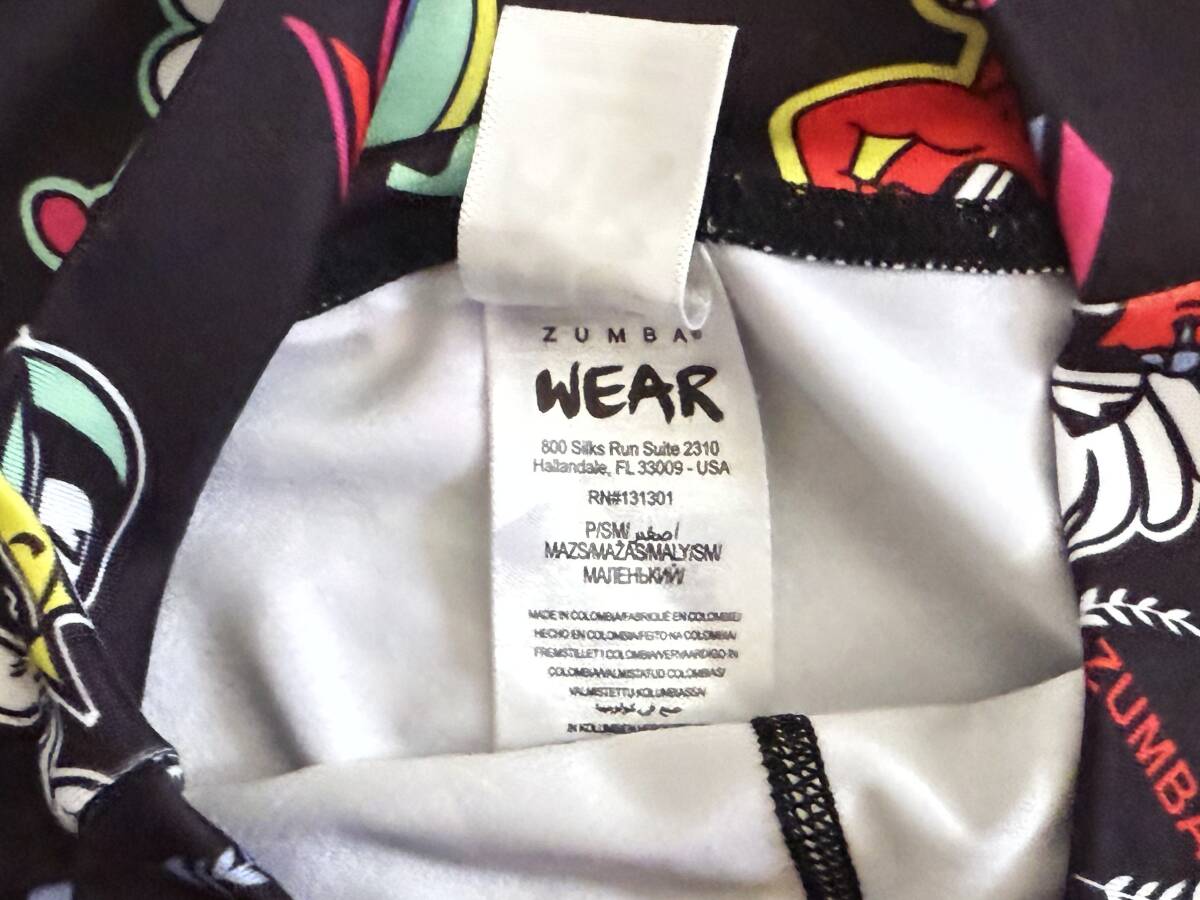 ZUMBA®
WEAR
800 Silks Run Suite 2310
Hallandale, FL 33009 - USA
RN#131301
P/SM/صغير/
MAZS/MAŽAS/MALY/SM/
МАЛЕНЬКИЙ/
MADE IN COLOMBIA/FABRIQUÉ EN COLOMBIE/
HECHO EN COLOMBIA/FEITO NA COLÔMBIA/
FREMSTILLET I COLOMBIA/VERVAARDIGD IN
COLOMBIA/VALMISTATUD COLOMBIAS/
VALMISTETTU KOLUMBIASSA/
صنع في كولومبيا
IN KOLUMBIEN
ZUMBA